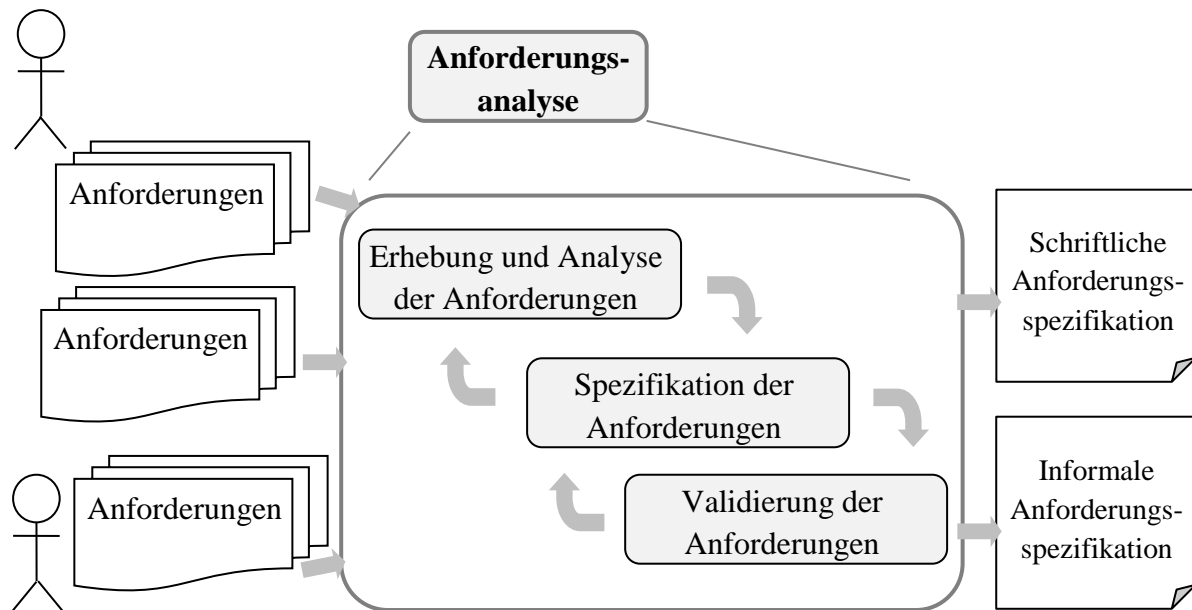 Anforderungs-
analyse
Anforderungen
Anforderungen
Anforderungen
Erhebung und Analyse
der Anforderungen
Spezifikation der
Anforderungen
Validierung der
Anforderungen
Schriftliche
Anforderungs-
spezifikation
Informale
Anforderungs-
spezifikation